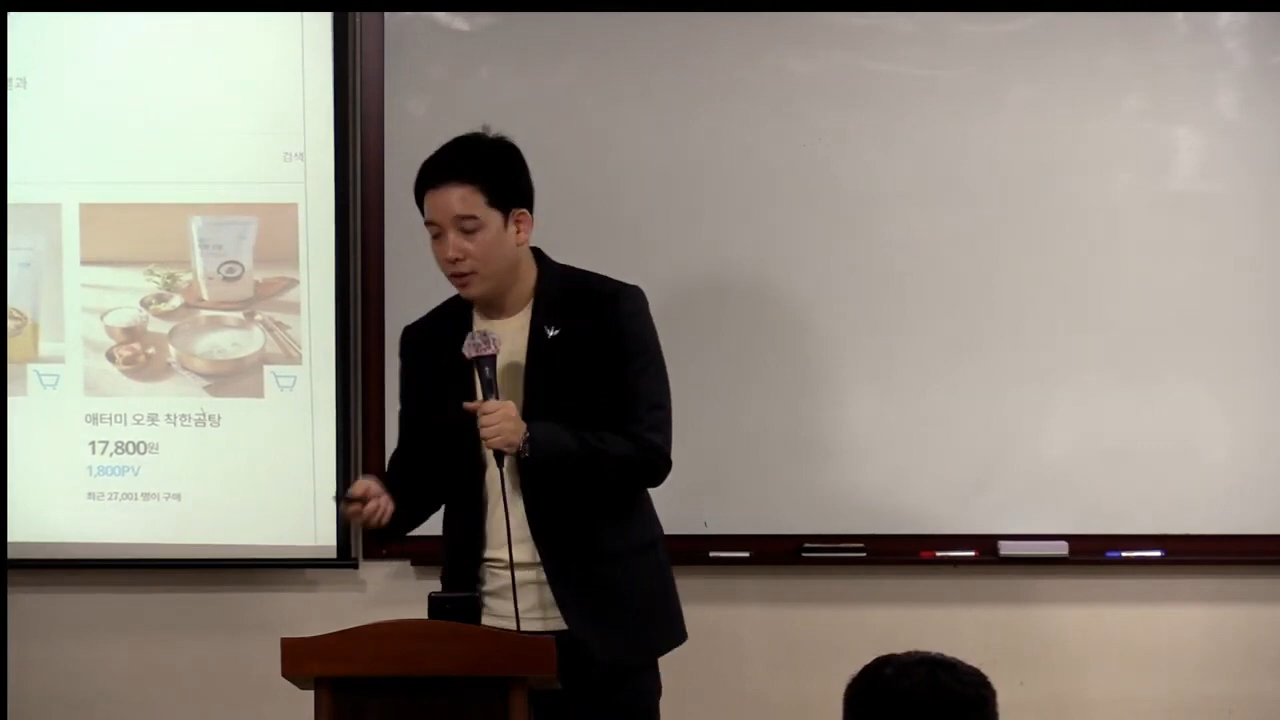 결과
검색
애터미 오롯 착한곰탕
17,800원
1,800PV
최근 27,001 명이 구매